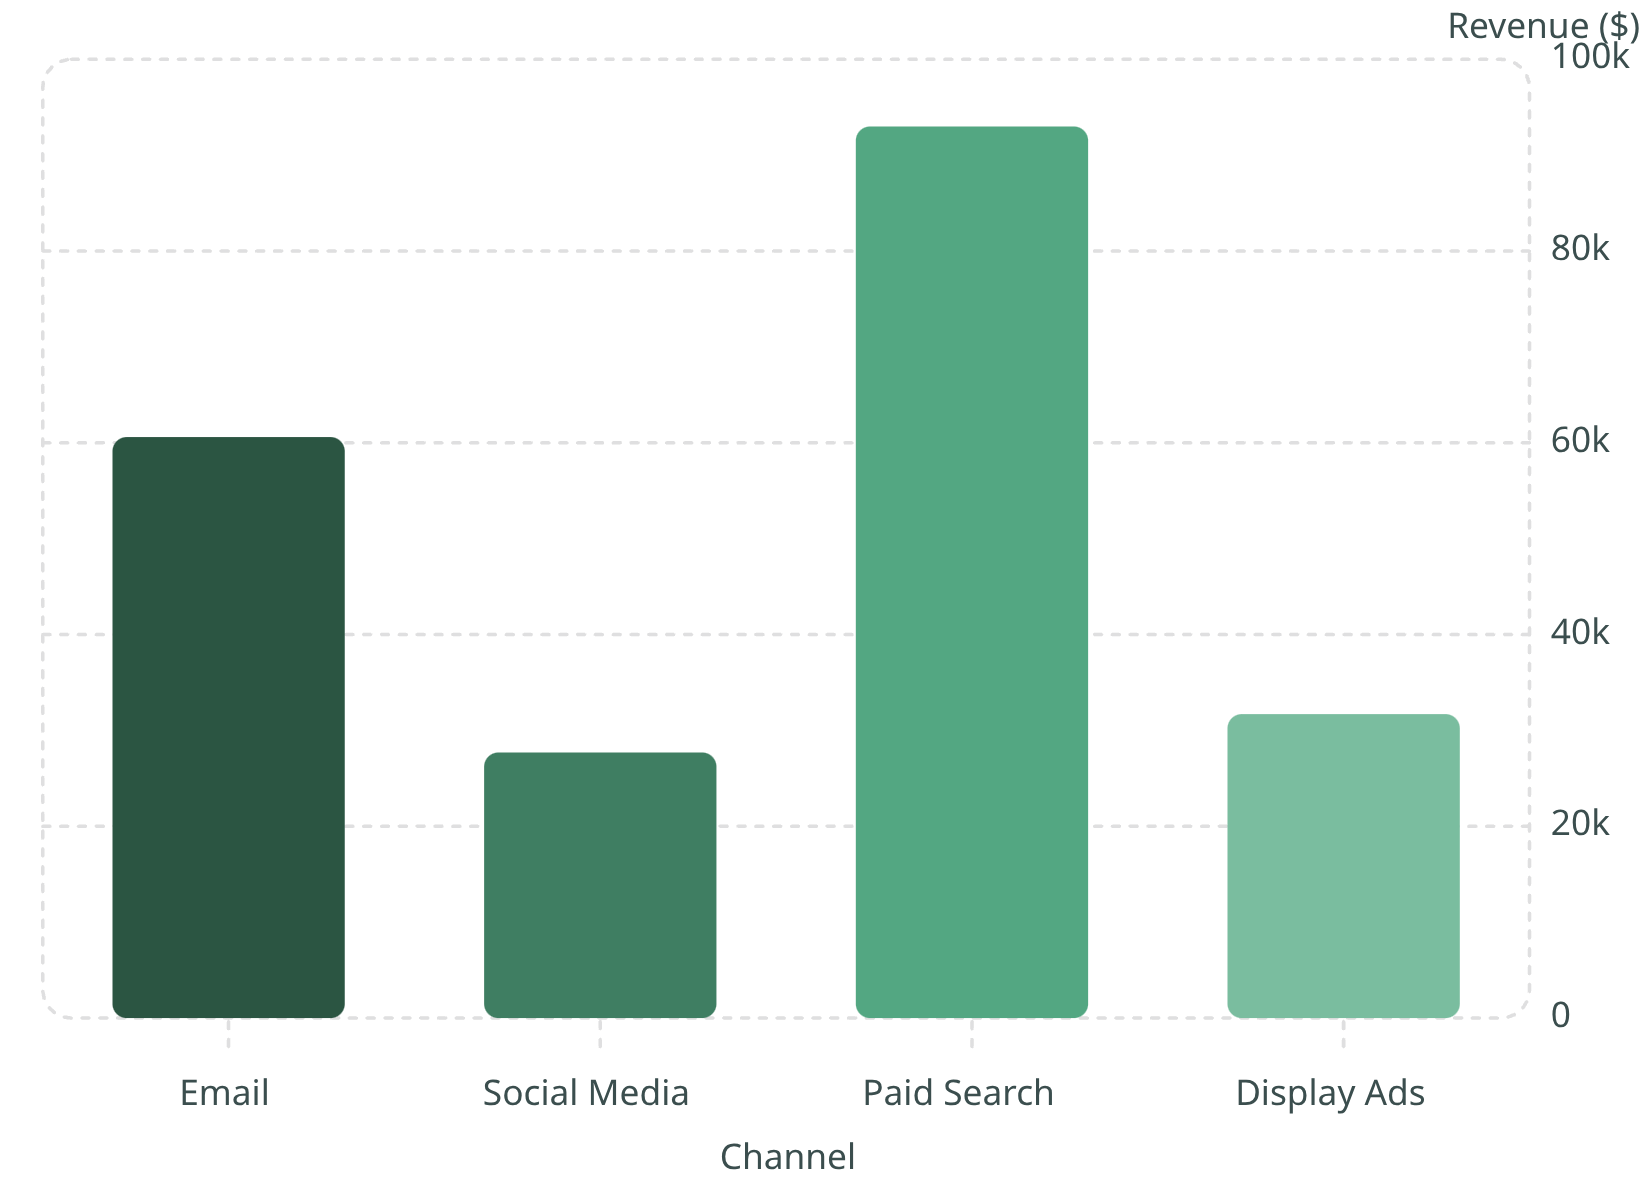 Revenue ($)
100k
80k
60k
40k
20k
0
Email
Social Media
Paid Search
Display Ads
Channel